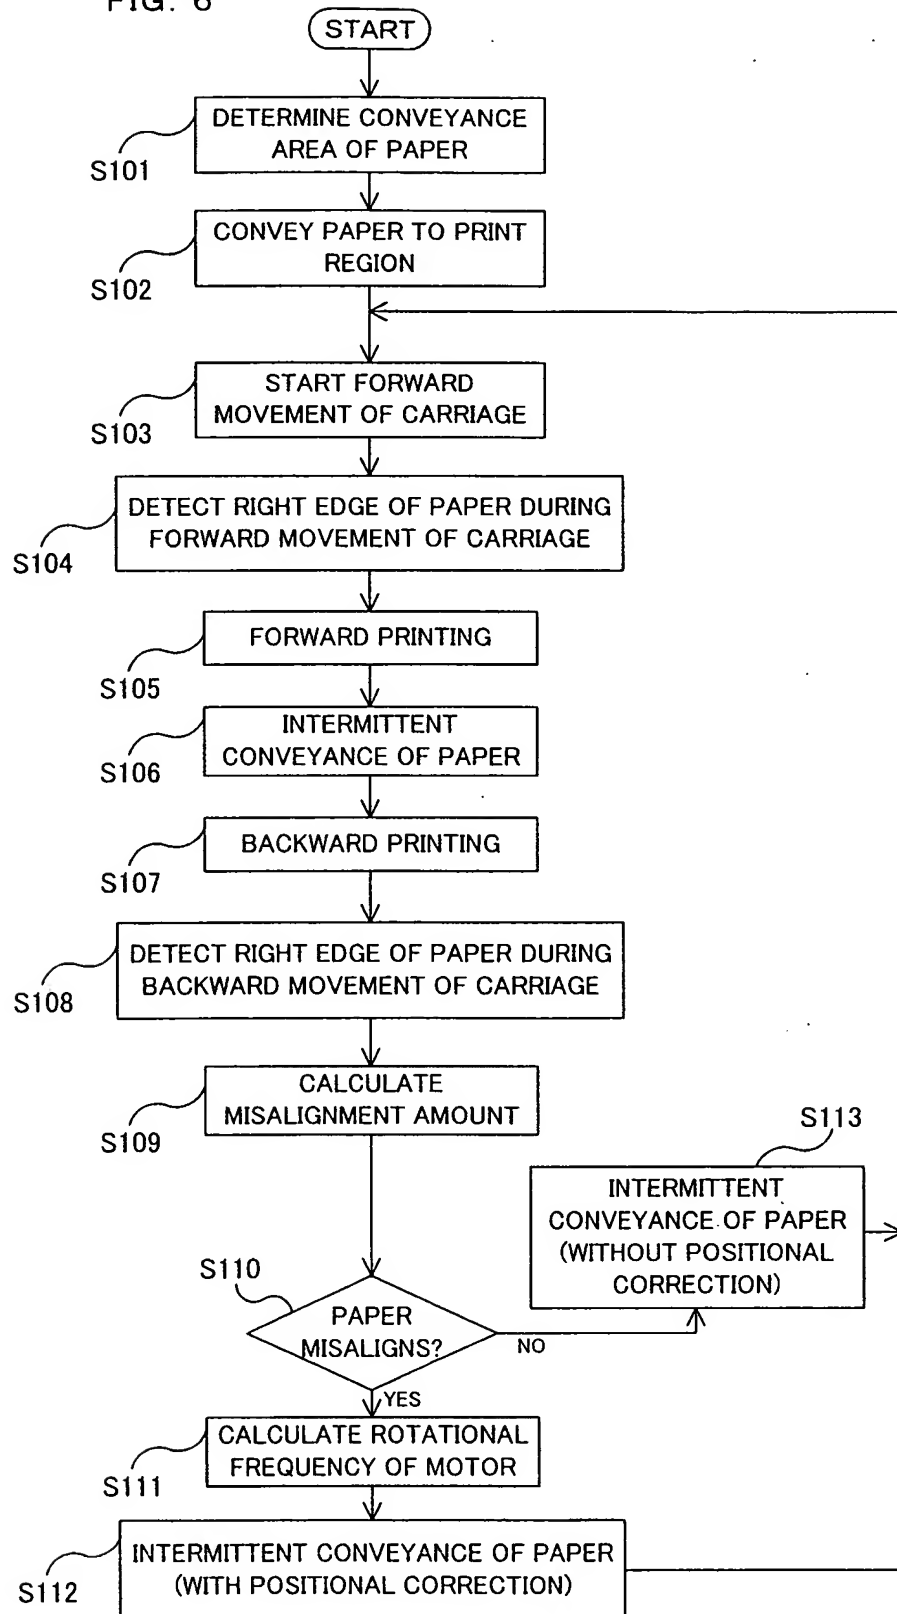 FIG. 6
START
DETERMINE CONVEYANCE
AREA OF PAPER
S101
CONVEY PAPER TO PRINT
REGION
S102
START FORWARD
MOVEMENT OF CARRIAGE
S103
DETECT RIGHT EDGE OF PAPER DURING
FORWARD MOVEMENT OF CARRIAGE
S104
FORWARD PRINTING
S105
INTERMITTENT
CONVEYANCE OF PAPER
S106
BACKWARD PRINTING
S107
DETECT RIGHT EDGE OF PAPER DURING
BACKWARD MOVEMENT OF CARRIAGE
S108
CALCULATE
MISALIGNMENT AMOUNT
S109
S113
INTERMITTENT
CONVEYANCE OF PAPER
(WITHOUT POSITIONAL
CORRECTION)
S110
PAPER
MISALIGNS?
NO
YES
CALCULATE ROTATIONAL
FREQUENCY OF MOTOR
S111
INTERMITTENT CONVEYANCE OF PAPER
(WITH POSITIONAL CORRECTION)
S112